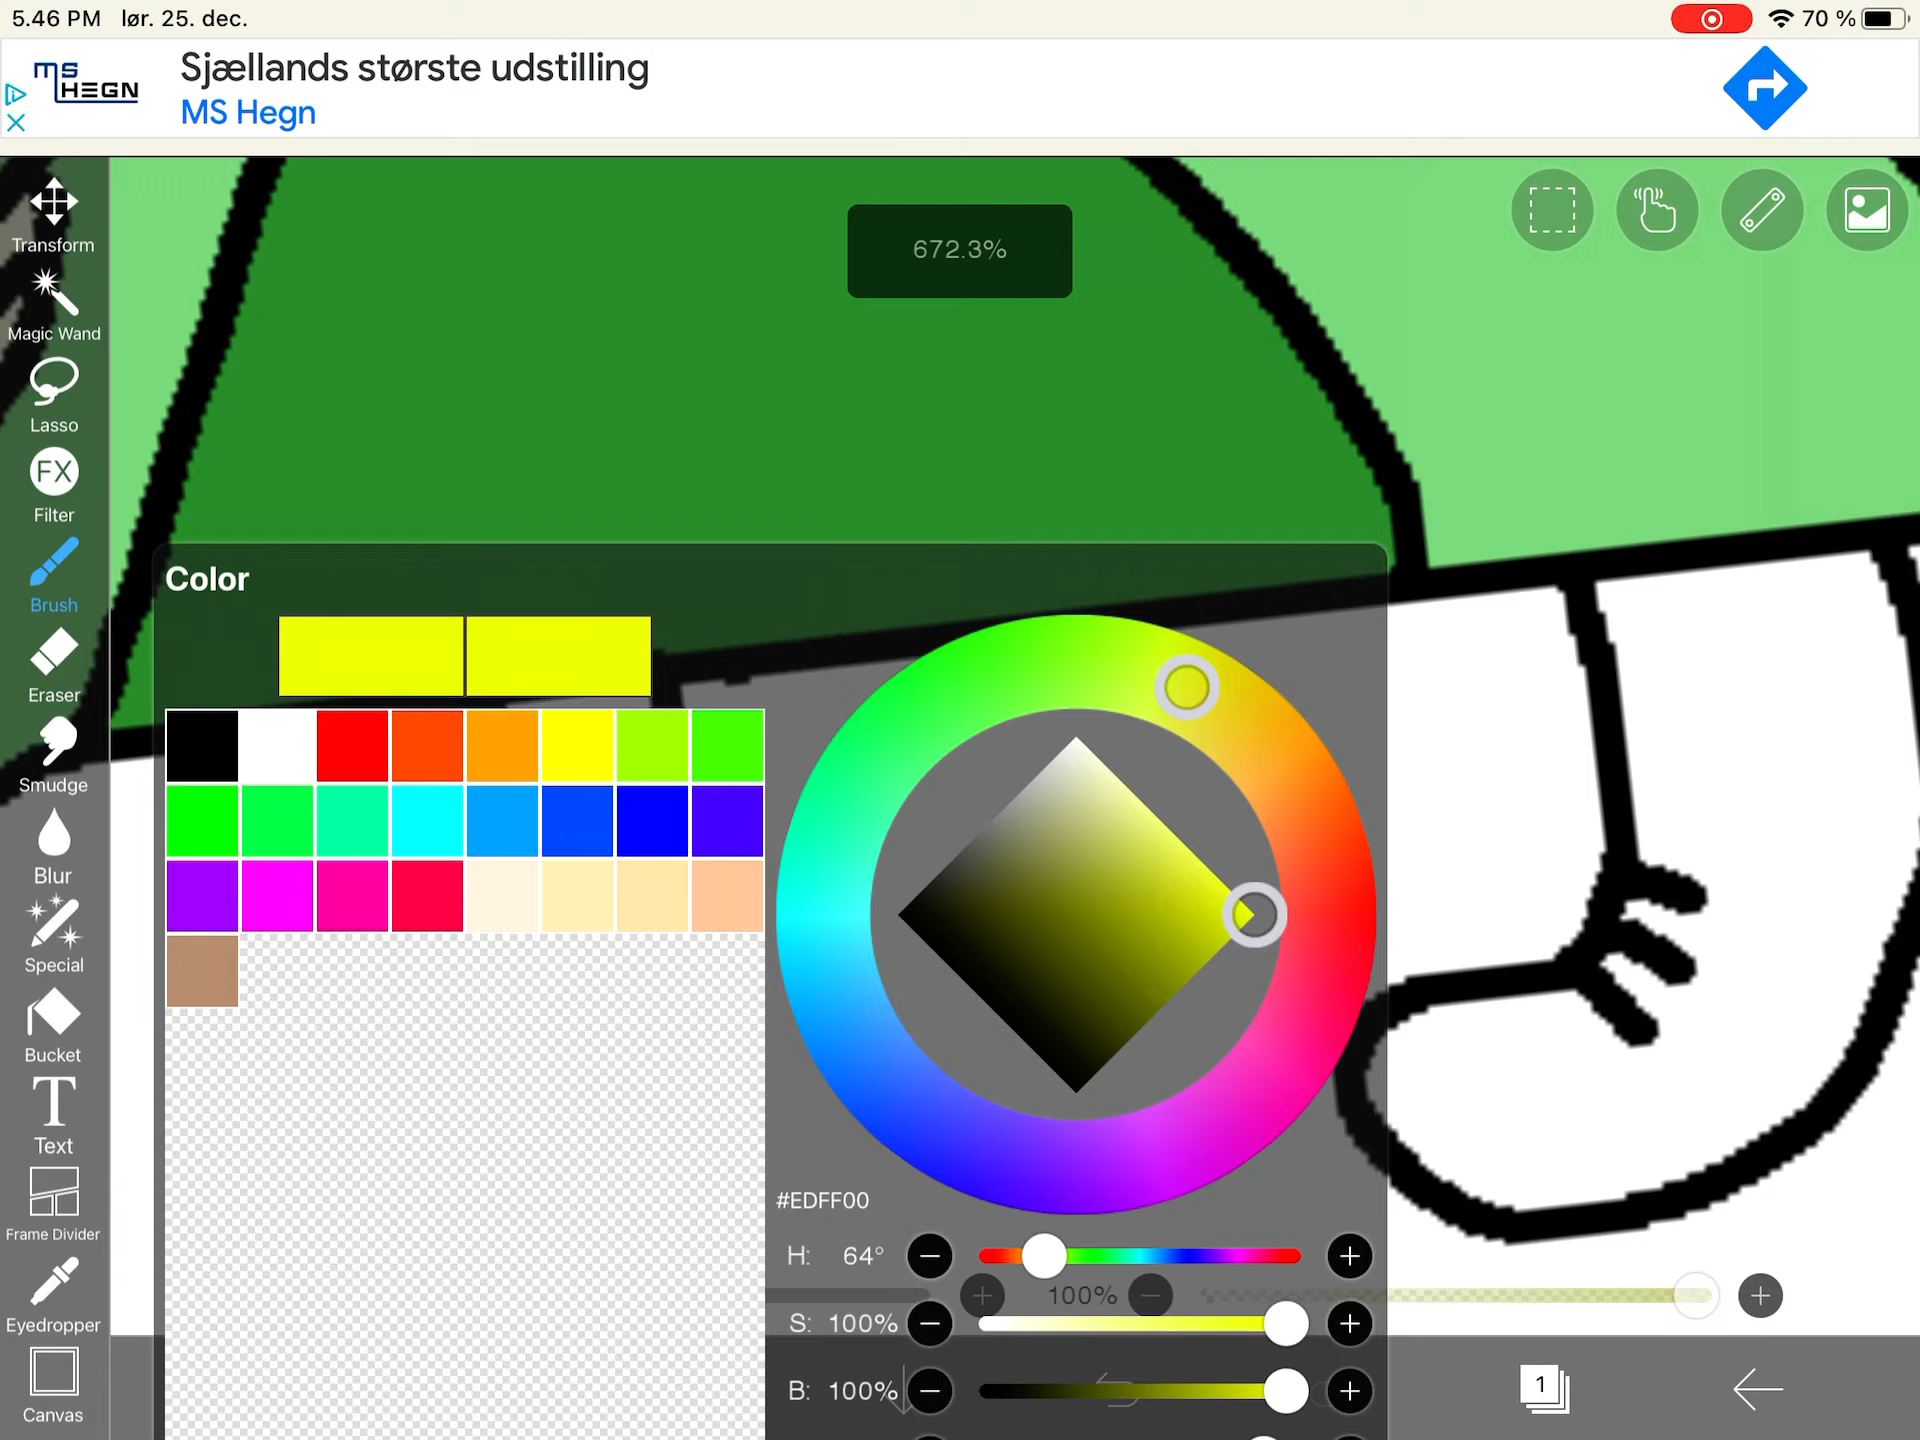 5.46 PM lør. 25. dec.
70 %
MS HEGN
Sjællands største udstilling
MS Hegn
672.3%
Transform
Magic Wand
Lasso
FX
Filter
Brush
Eraser
Smudge
Blur
Special
Bucket
T
Text
Frame Divider
Eyedropper
Canvas
Color
#EDFF00
H: 64°
100%
S: 100%
B: 100%
1